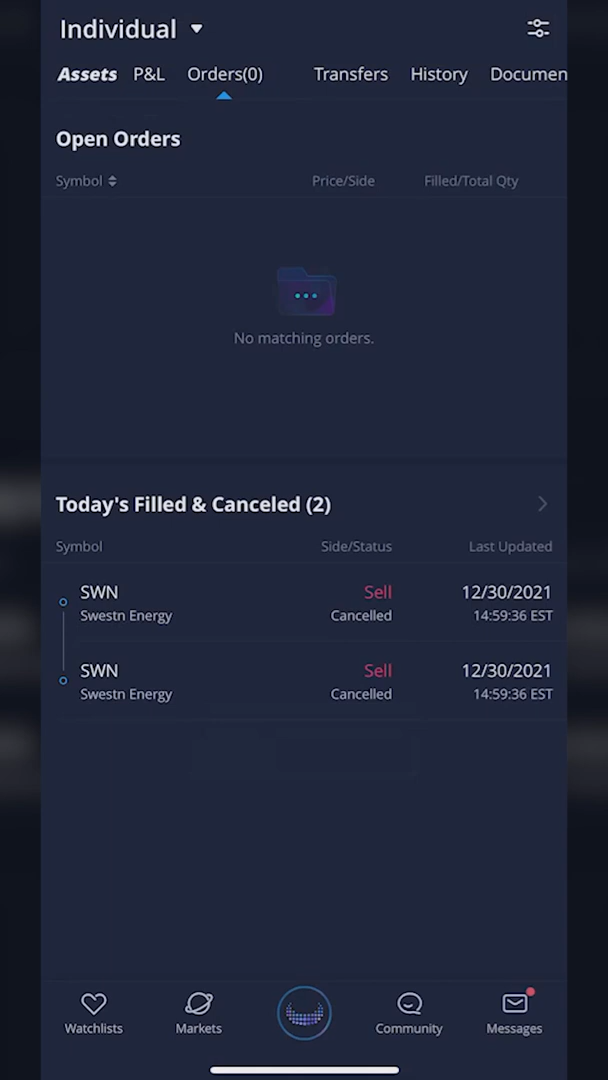 Individual
Assets P&L Orders(0) Transfers History Documen
Open Orders
Symbol Price/Side Filled/Total Qty
No matching orders.
Today's Filled & Canceled (2)
Symbol Side/Status Last Updated
SWN Sell 12/30/2021
Swestn Energy Cancelled 14:59:36 EST
SWN Sell 12/30/2021
Swestn Energy Cancelled 14:59:36 EST
Watchlists Markets Community Messages